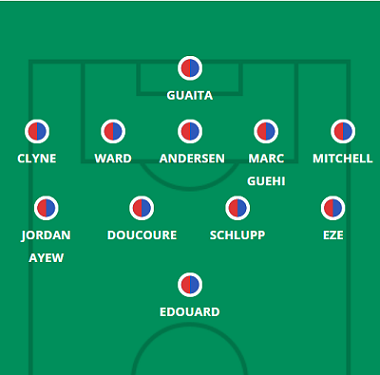 GUAITA
CLYNE WARD ANDERSEN MARC GUEHI MITCHELL
JORDAN AYEW DOUCOURE SCHLUPP EZE
EDOUARD